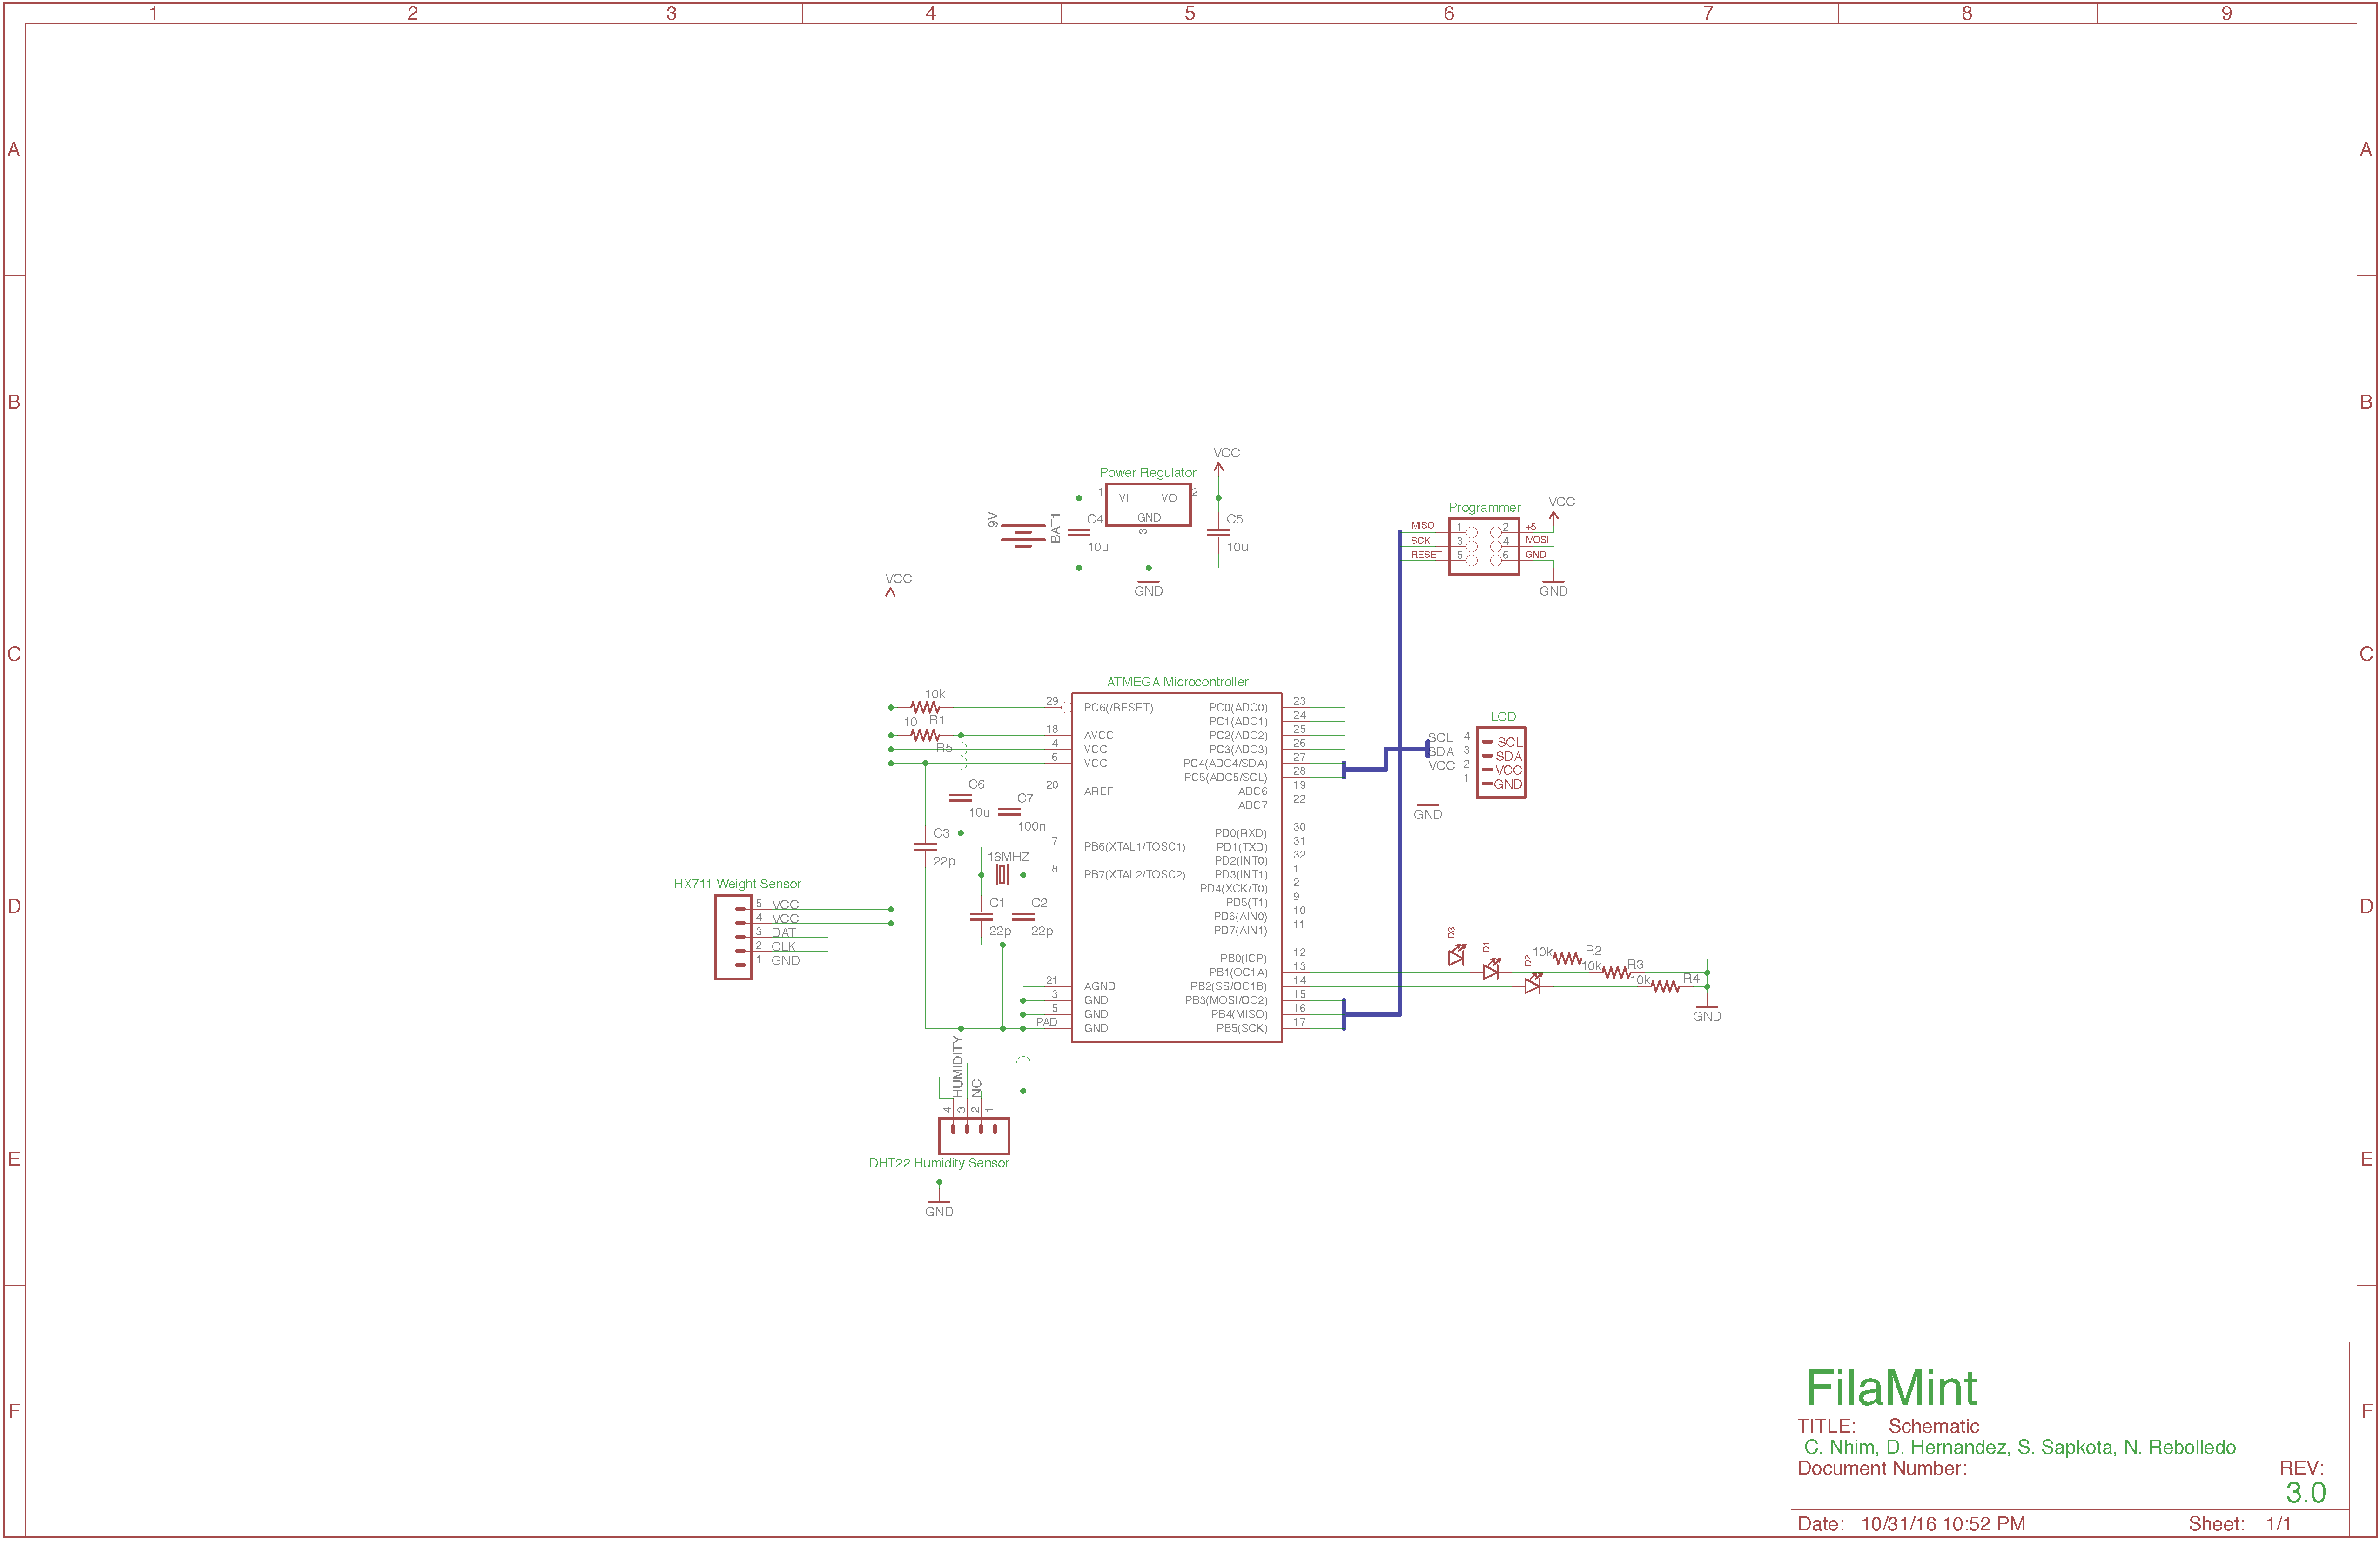 1 2 3 4 5 6 7 8 9
A A
B B
C C
D D
E E
F F
VCC
Power Regulator
1 VI VO 2
GND
3
9V
BAT1
C4
10u
C5
10u
GND
Programmer
VCC
MISO 1 2 +5
SCK 3 4 MOSI
RESET 5 6 GND
GND
VCC
ATMEGA Microcontroller
10k
R1
10
R5
29 PC6(/RESET)
18 AVCC
4 VCC
6 VCC
20 AREF
7 PB6(XTAL1/TOSC1)
8 PB7(XTAL2/TOSC2)
21 AGND
3 GND
5 GND
PAD GND
PC0(ADC0) 23
PC1(ADC1) 24
PC2(ADC2) 25
PC3(ADC3) 26
PC4(ADC4/SDA) 27
PC5(ADC5/SCL) 28
ADC6 19
ADC7 22
PD0(RXD) 30
PD1(TXD) 31
PD2(INT0) 32
PD3(INT1) 1
PD4(XCK/T0) 2
PD5(T1) 9
PD6(AIN0) 10
PD7(AIN1) 11
PB0(ICP) 12
PB1(OC1A) 13
PB2(SS/OC1B) 14
PB3(MOSI/OC2) 15
PB4(MISO) 16
PB5(SCK) 17
C6
10u
C7
100n
C3
22p
16MHZ
C1
22p
C2
22p
LCD
SCL 4 SCL
SDA 3 SDA
VCC 2 VCC
1 GND
GND
HX711 Weight Sensor
5 VCC
4 VCC
3 DAT
2 CLK
1 GND
D3
D1
D2
10k R2
10k R3
10k R4
GND
HUMIDITY
NC
4 3 2 1
DHT22 Humidity Sensor
GND
FilaMint
TITLE: Schematic
C. Nhim, D. Hernandez, S. Sapkota, N. Rebolledo
Document Number:
REV:
3.0
Date: 10/31/16 10:52 PM
Sheet: 1/1